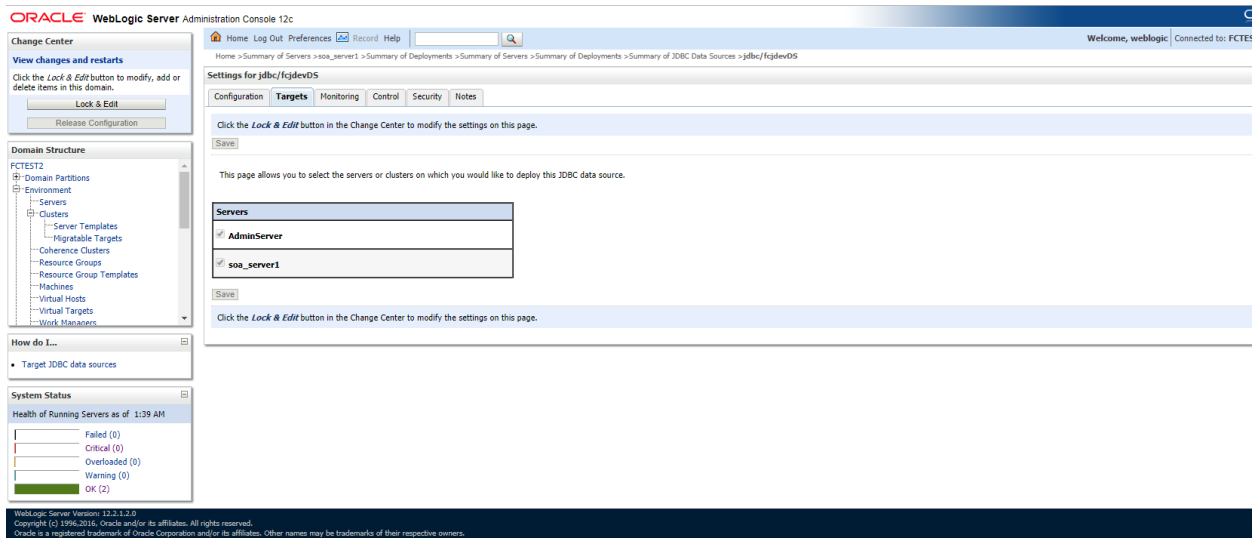 ORACLE WebLogic Server Administration Console 12c
Change Center
View changes and restarts
Click the Lock & Edit button to modify, add or
delete items in this domain.
Lock & Edit
Release Configuration
Domain Structure
FCTEST2
Domain Partitions
Environment
Servers
Clusters
Server Templates
Migratable Targets
Coherence Clusters
Resource Groups
Resource Group Templates
Machines
Virtual Hosts
Virtual Targets
Work Managers
How do I...
Target JDBC data sources
System Status
Health of Running Servers as of 1:39 AM
Failed (0)
Critical (0)
Overloaded (0)
Warning (0)
OK (2)
Home Log Out Preferences Record Help
Welcome, weblogic Connected to: FCTES
Home >Summary of Servers >soa_server1 >Summary of Deployments >Summary of Servers >Summary of Deployments >Summary of JDBC Data Sources >jdbc/fcjdevDS
Settings for jdbc/fcjdevDS
Configuration Targets Monitoring Control Security Notes
Click the Lock & Edit button in the Change Center to modify the settings on this page.
Save
This page allows you to select the servers or clusters on which you would like to deploy this JDBC data source.
Servers
AdminServer
soa_server1
Save
Click the Lock & Edit button in the Change Center to modify the settings on this page.
WebLogic Server Version: 12.2.1.2.0
Copyright (c) 1996,2016, Oracle and/or its affiliates. All rights reserved.
Oracle is a registered trademark of Oracle Corporation and/or its affiliates. Other names may be trademarks of their respective owners.